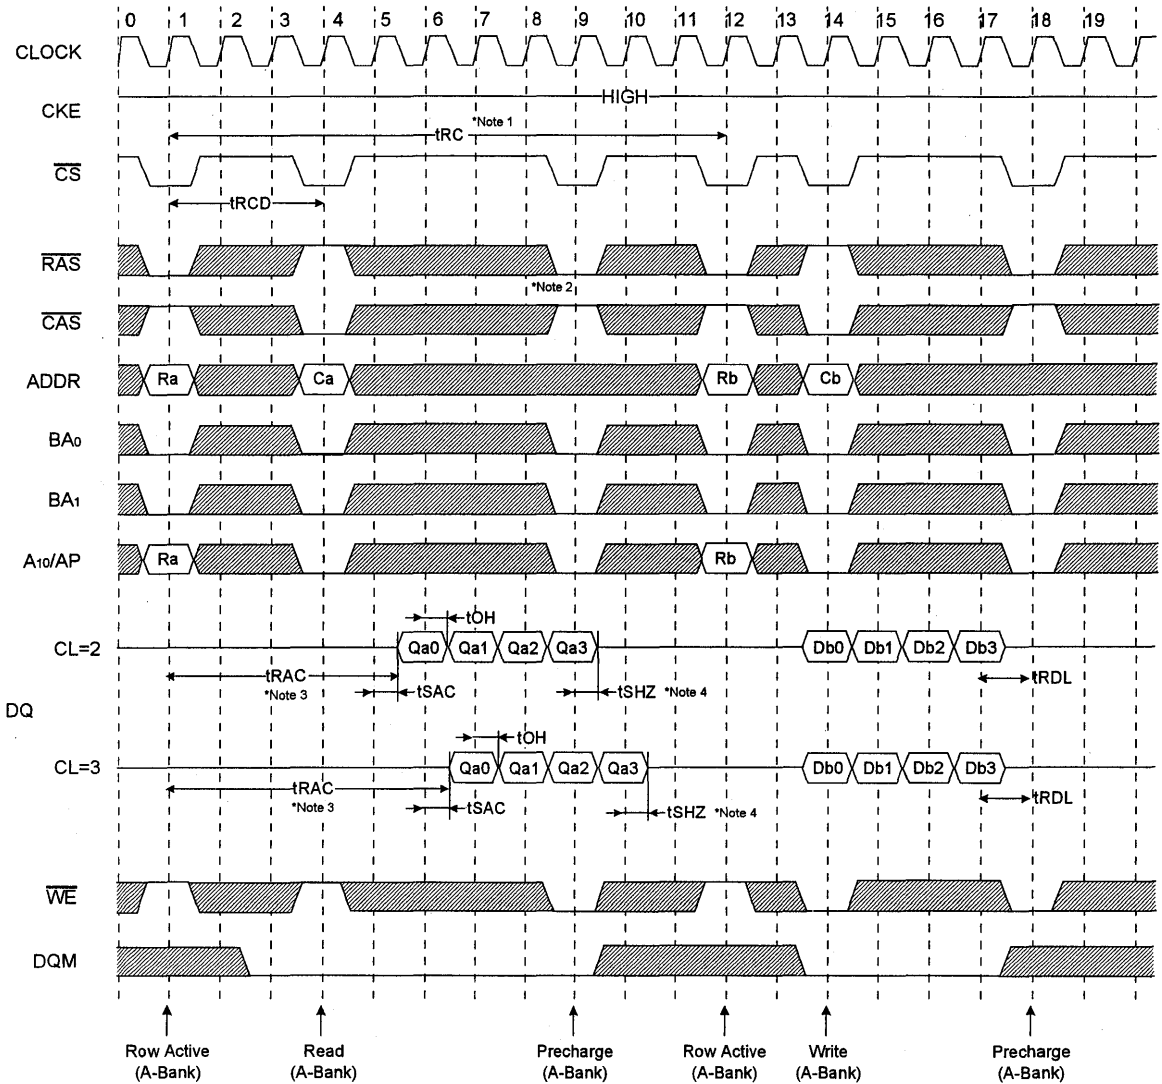 0 1 2 3 4 5 6 7 8 9 10 11 12 13 14 15 16 17 18 19
CLOCK
CKE
HIGH
*Note 1
tRC
CS
tRCD
RAS
*Note 2
CAS
ADDR Ra Ca Rb Cb
BA0
BA1
A10/AP Ra Rb
tOH
CL=2 Qa0 Qa1 Qa2 Qa3 Db0 Db1 Db2 Db3
tRAC tRDL
*Note 3 tSAC tSHZ *Note 4
DQ
tOH
CL=3 Qa0 Qa1 Qa2 Qa3 Db0 Db1 Db2 Db3
tRAC tRDL
*Note 3 tSAC tSHZ *Note 4
WE
DQM
Row Active Read Precharge Row Active Write Precharge
(A-Bank) (A-Bank) (A-Bank) (A-Bank) (A-Bank) (A-Bank)